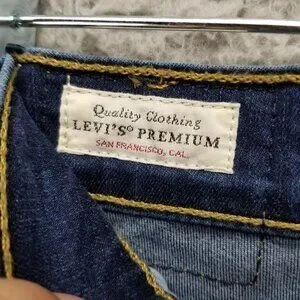 Quality Clothing
LEVI'S® PREMIUM
SAN FRANCISCO, CAL.